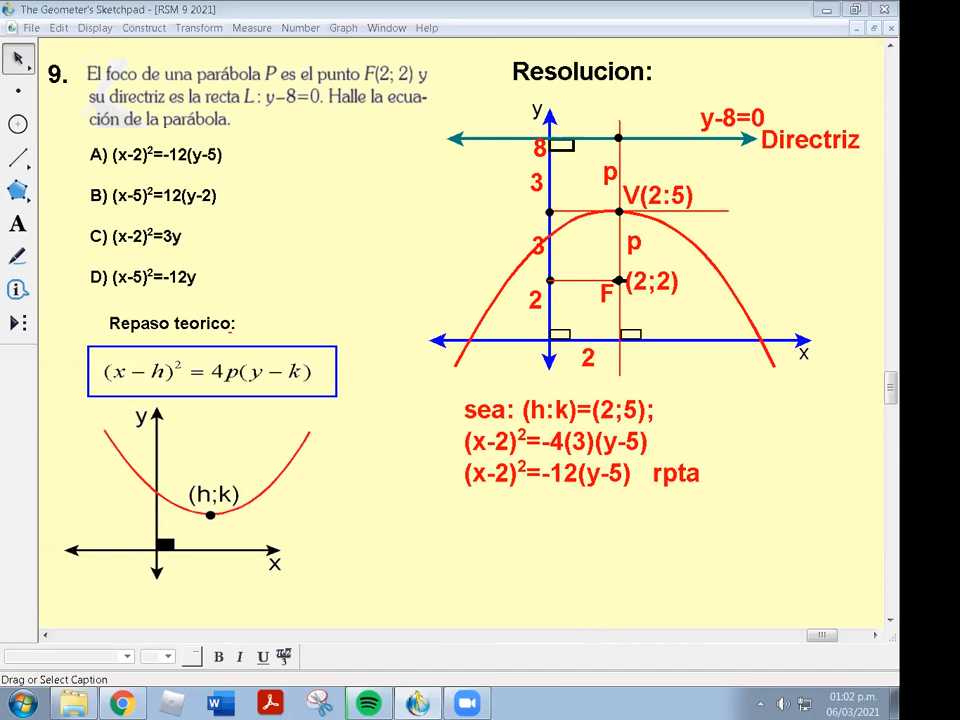 The Geometer's Sketchpad - [RSM 9 2021]
File Edit Display Construct Transform Measure Number Graph Window Help
9. El foco de una parábola P es el punto F(2; 2) y
su directriz es la recta L : y−8=0. Halle la ecua-
ción de la parábola.
A) (x-2)²=-12(y-5)
B) (x-5)²=12(y-2)
C) (x-2)²=3y
D) (x-5)²=-12y
Repaso teorico:
(x − h)² = 4p(y − k)
y
(h;k)
x
Resolucion:
y
y-8=0
Directriz
8
p
3
V(2:5)
3
p
F (2;2)
2
x
2
sea: (h:k)=(2;5);
(x-2)²=-4(3)(y-5)
(x-2)²=-12(y-5) rpta
B I U
Drag or Select Caption
W
01:02 p.m.
06/03/2021